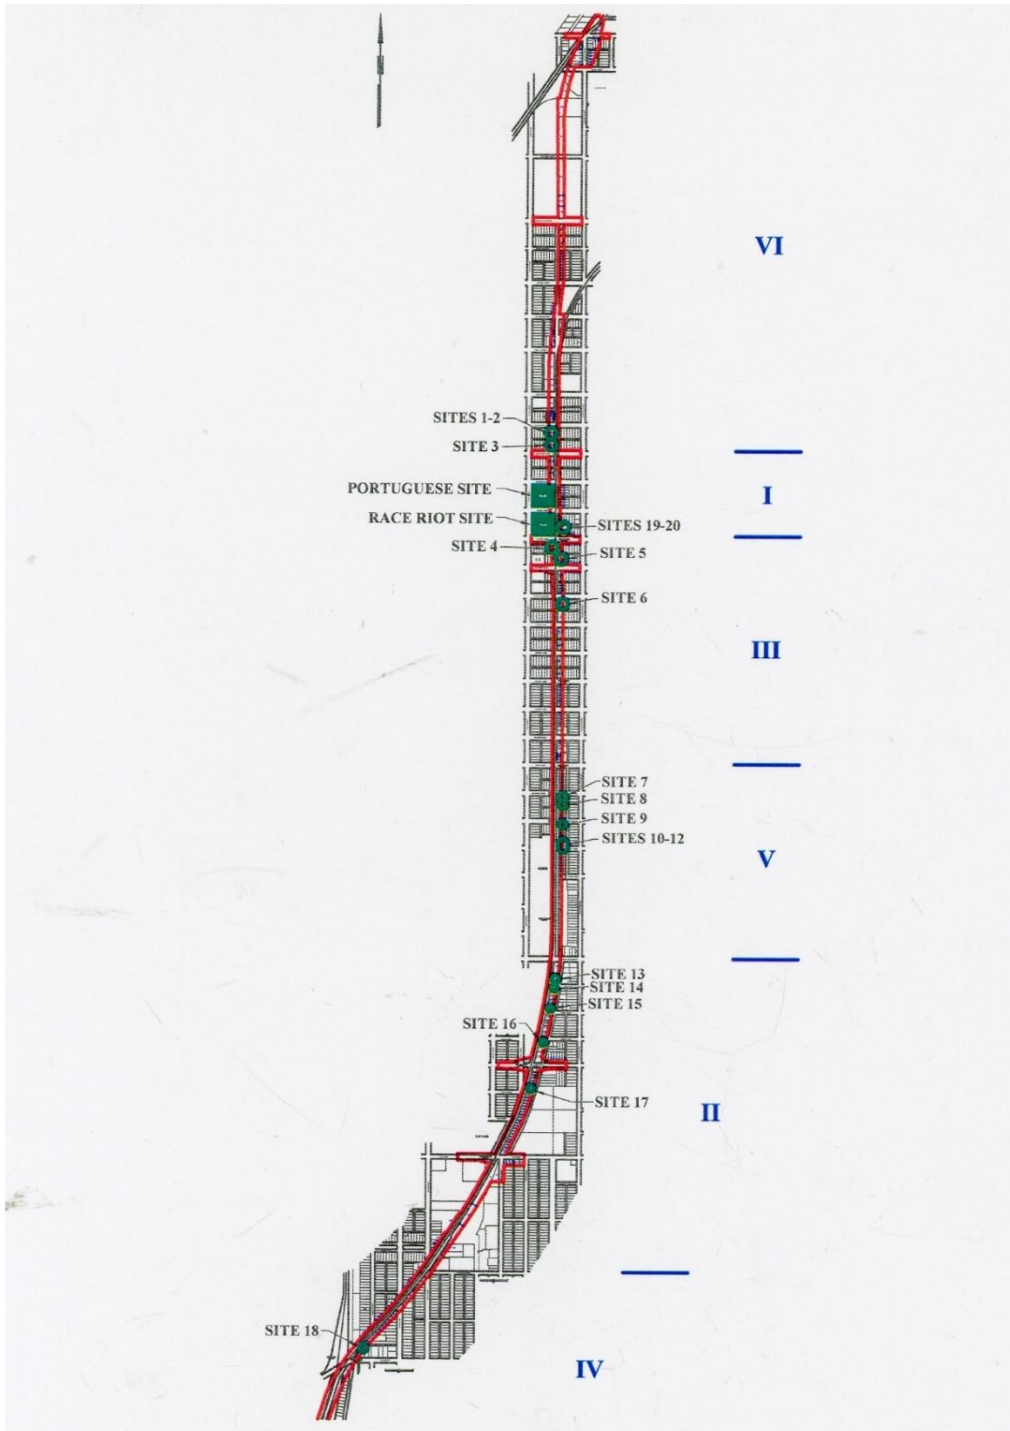 VI
SITES 1-2
SITE 3
PORTUGUESE SITE
I
RACE RIOT SITE
SITES 19-20
SITE 4
SITE 5
SITE 6
III
SITE 7
SITE 8
SITE 9
SITES 10-12
V
SITE 13
SITE 14
SITE 15
SITE 16
SITE 17
II
SITE 18
IV